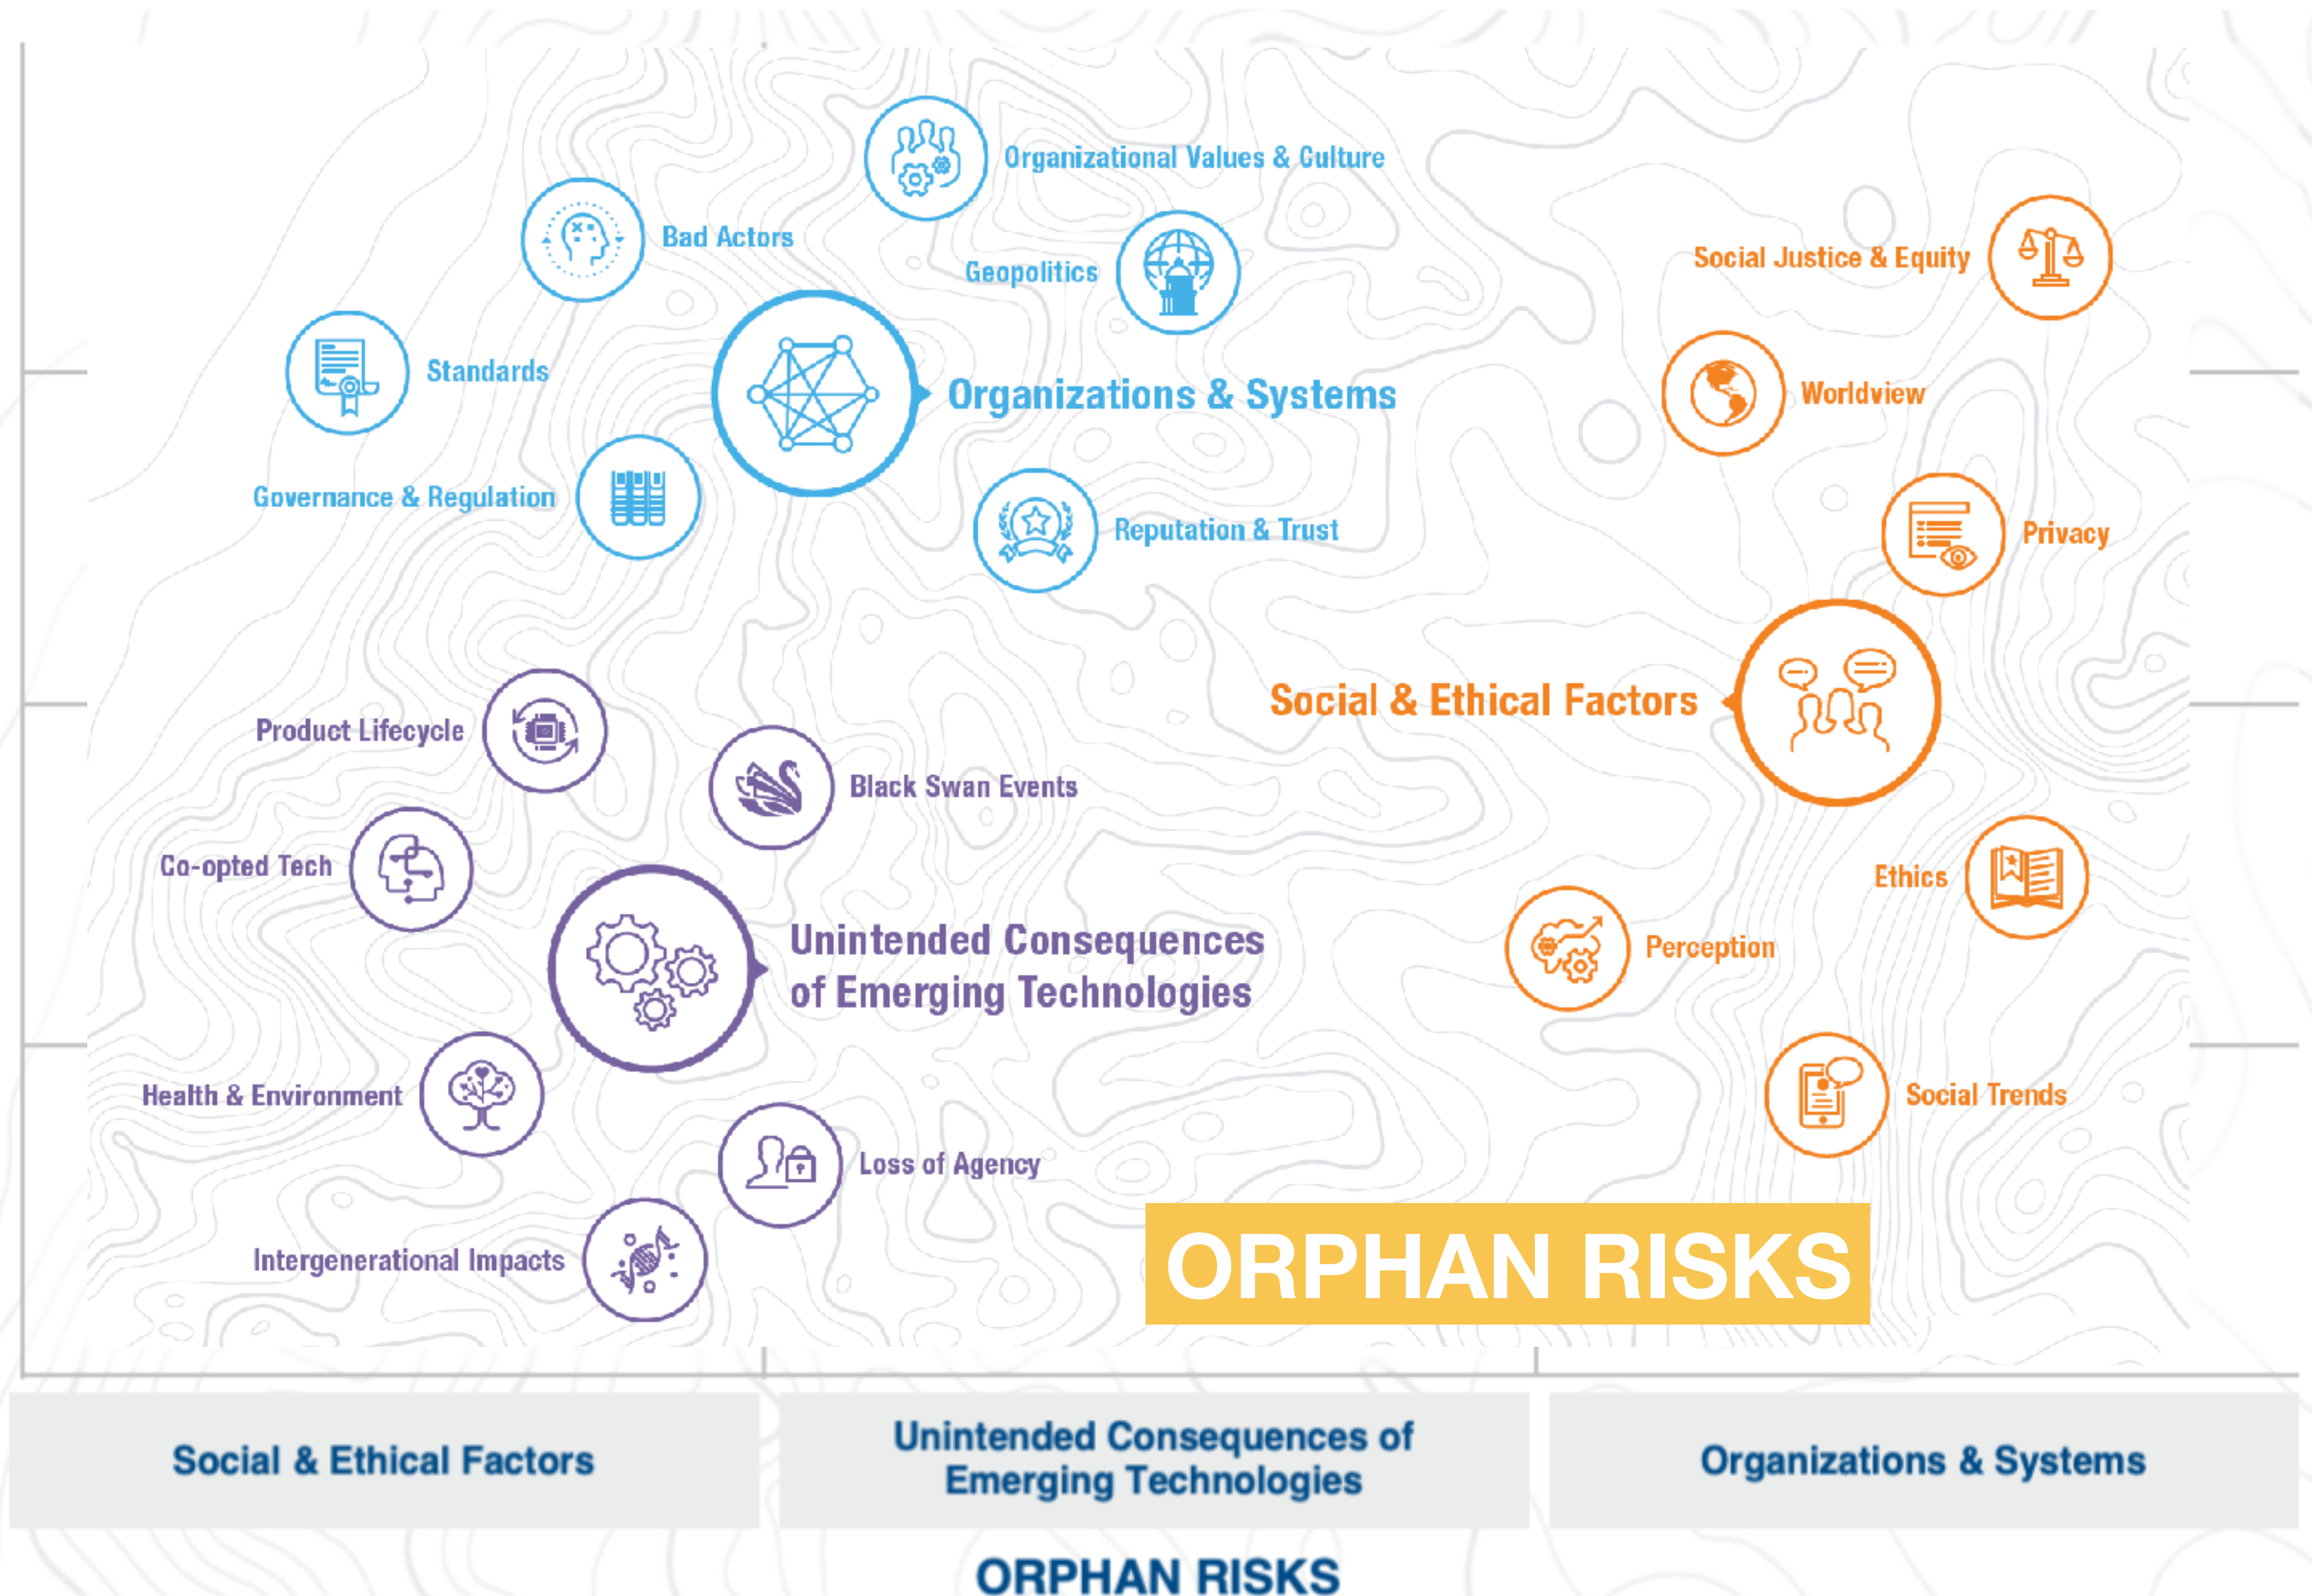 Organizational Values & Culture
Bad Actors
Geopolitics
Standards
Organizations & Systems
Governance & Regulation
Reputation & Trust
Social Justice & Equity
Worldview
Privacy
Social & Ethical Factors
Ethics
Perception
Social Trends
Product Lifecycle
Black Swan Events
Co-opted Tech
Unintended Consequences
of Emerging Technologies
Health & Environment
Loss of Agency
Intergenerational Impacts
ORPHAN RISKS
Social & Ethical Factors
Unintended Consequences of
Emerging Technologies
Organizations & Systems
ORPHAN RISKS